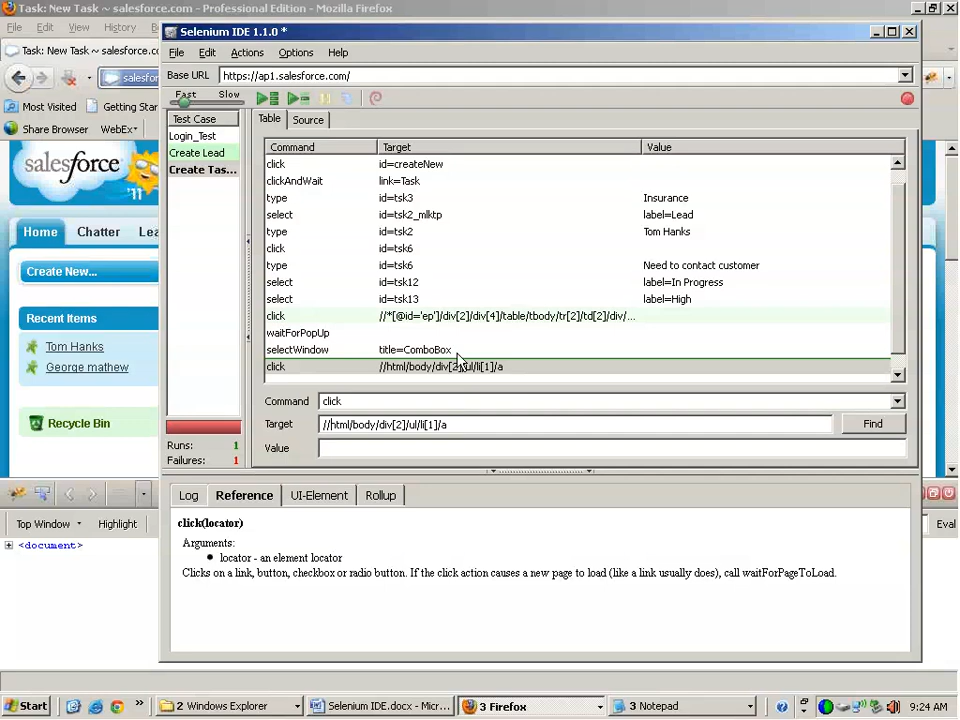 Task: New Task ~ salesforce.com - Professional Edition - Mozilla Firefox
File Edit View History
Selenium IDE 1.1.0 *
Task: New Task ~ salesforce.co
File Edit Actions Options Help
salesfor
Base URL https://ap1.salesforce.com/
Fast Slow
Most Visited Getting Star
Share Browser WebEx
Test Case
Table Source
Login_Test
Create Lead
Create Tas...
Command Target Value
click id=createNew
clickAndWait link=Task
type id=tsk3 Insurance
select id=tsk2_mlktp label=Lead
type id=tsk2 Tom Hanks
click id=tsk6
type id=tsk6 Need to contact customer
select id=tsk12 label=In Progress
select id=tsk13 label=High
click //*[@id='ep']/div[2]/div[4]/table/tbody/tr[2]/td[2]/div/...
waitForPopUp
selectWindow title=ComboBox
click //html/body/div[2]/ul/li[1]/a
salesforce
'11
Home Chatter Lea
Create New...
Recent Items
Tom Hanks
George mathew
Recycle Bin
Command click
Target //html/body/div[2]/ul/li[1]/a Find
Value
Runs: 1
Failures: 1
Log Reference UI-Element Rollup
Top Window Highlight
Eval
<document>
click(locator)
Arguments:
locator - an element locator
Clicks on a link, button, checkbox or radio button. If the click action causes a new page to load (like a link usually does), call waitForPageToLoad.
Start
2 Windows Explorer
Selenium IDE.docx - Mic...
3 Firefox
3 Notepad
9:24 AM